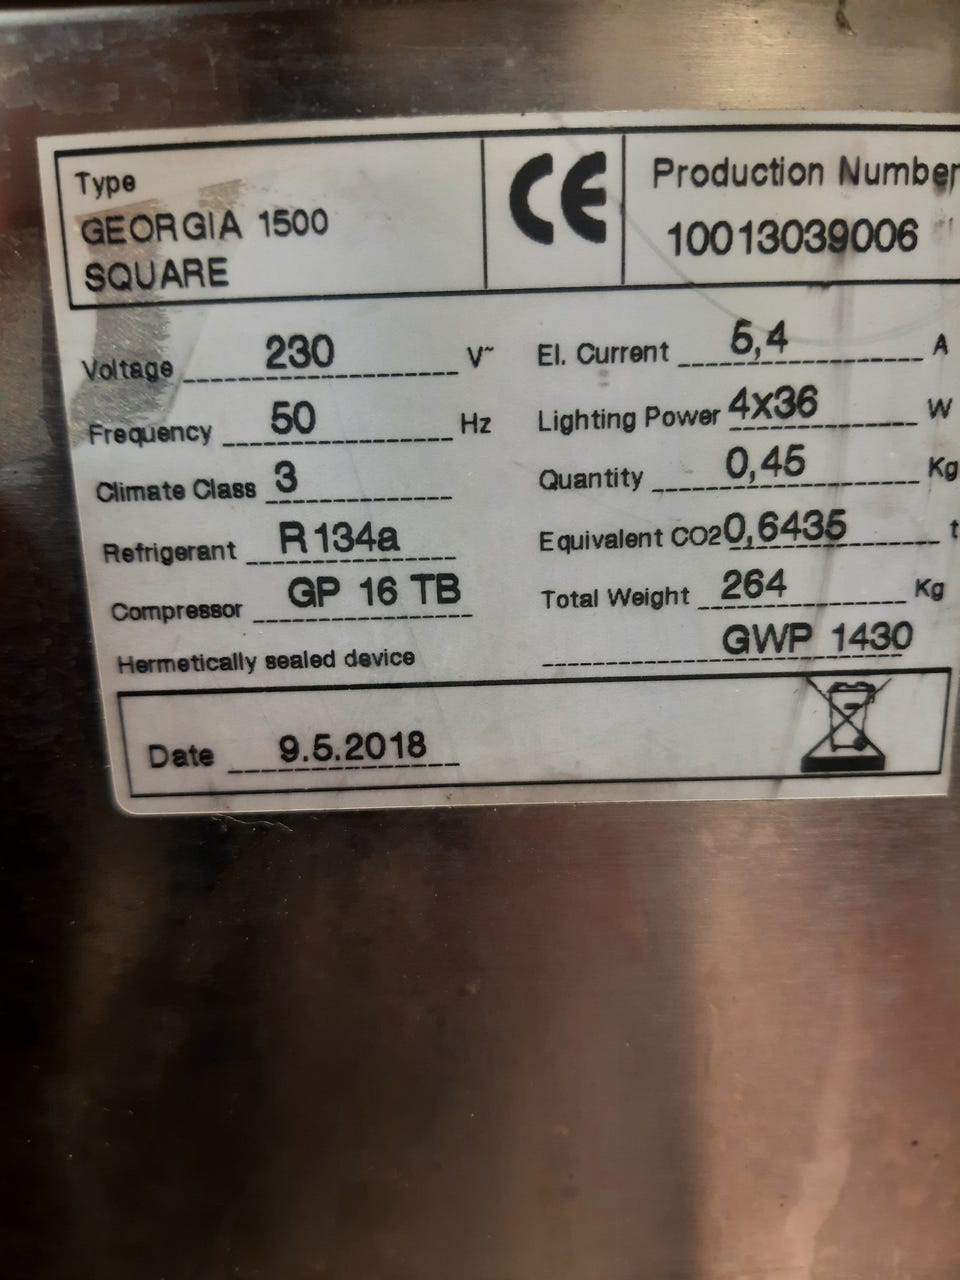 Type
GEORGIA 1500
SQUARE
CE
Production Number
10013039006
Voltage 230 V~
El. Current 5,4 A
Frequency 50 Hz
Lighting Power 4x36 W
Climate Class 3
Quantity 0,45 Kg
Refrigerant R134a
Equivalent CO2 0,6435 t
Compressor GP 16 TB
Total Weight 264 Kg
Hermetically sealed device
GWP 1430
Date 9.5.2018